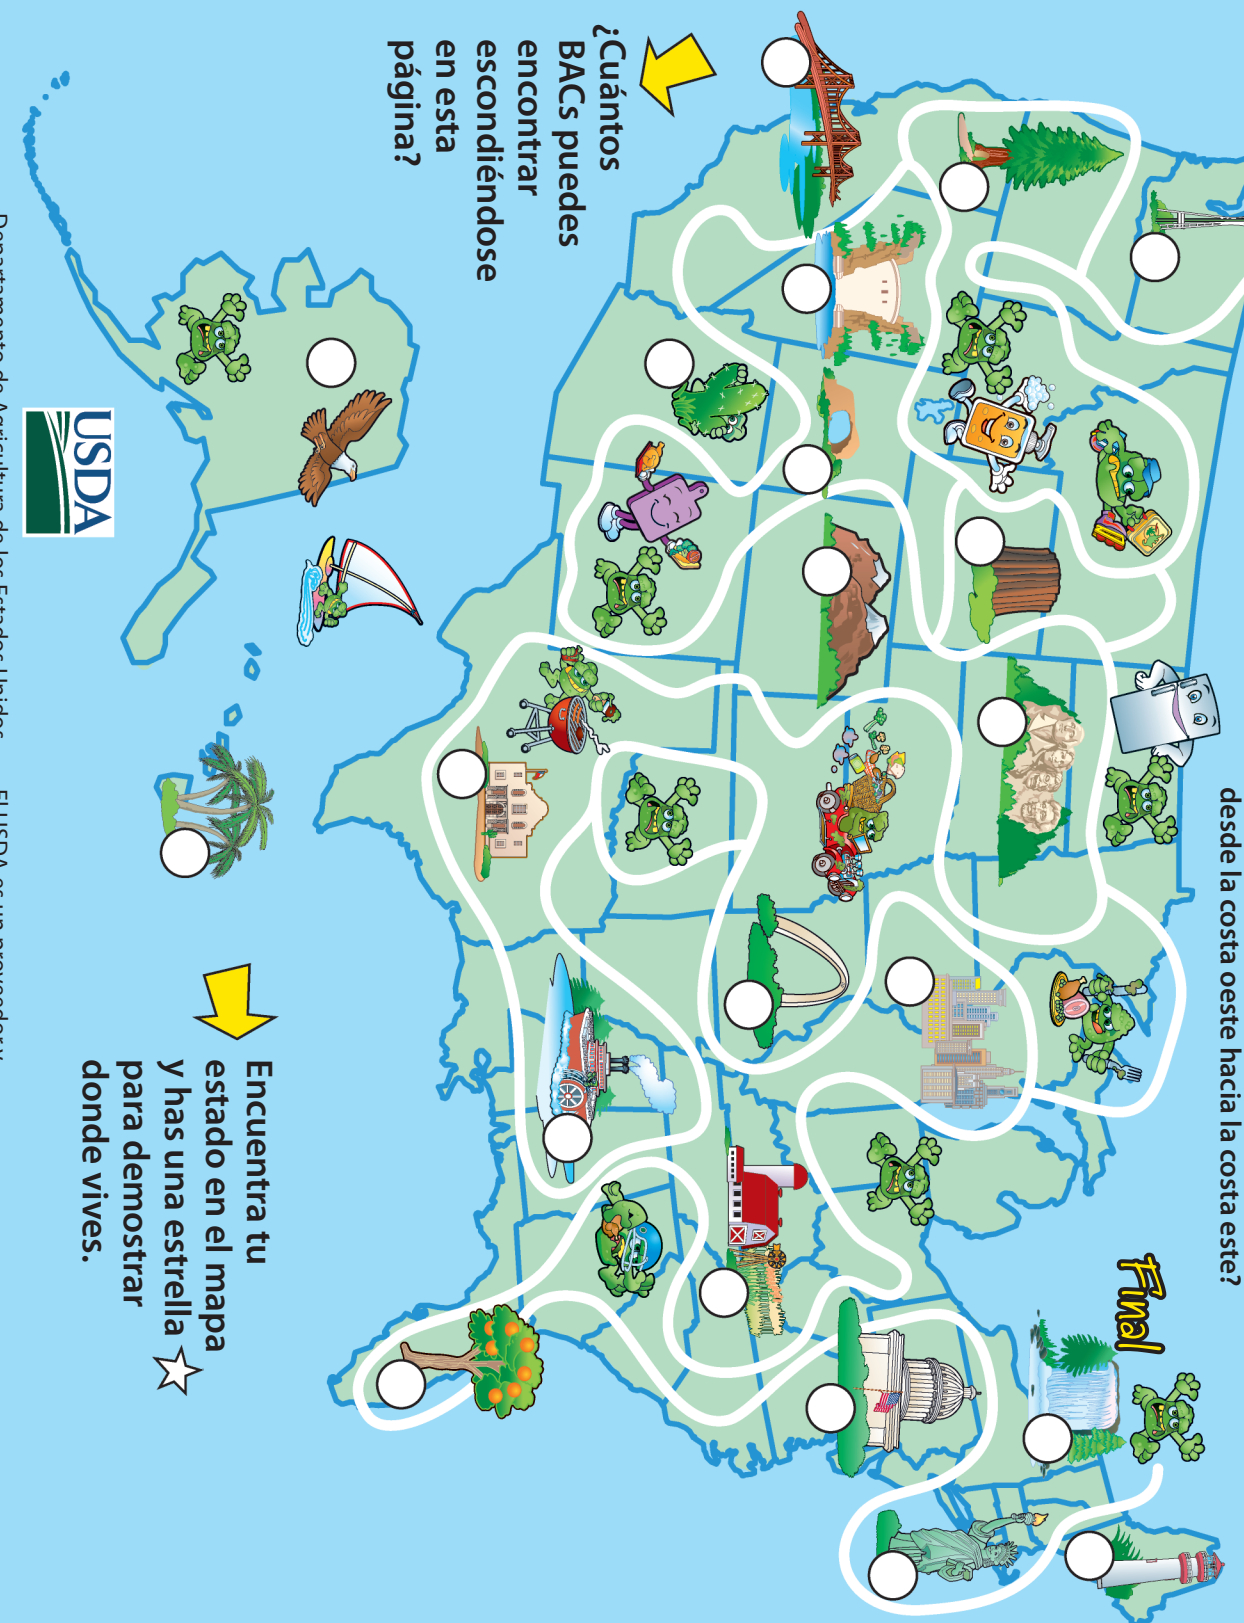 desde la costa oeste hacia la costa este?
¿Cuántos
BACs puedes
encontrar
escondiéndose
en esta
página?
Final
Encuentra tu
estado en el mapa
y has una estrella
para demostrar
donde vives.
USDA